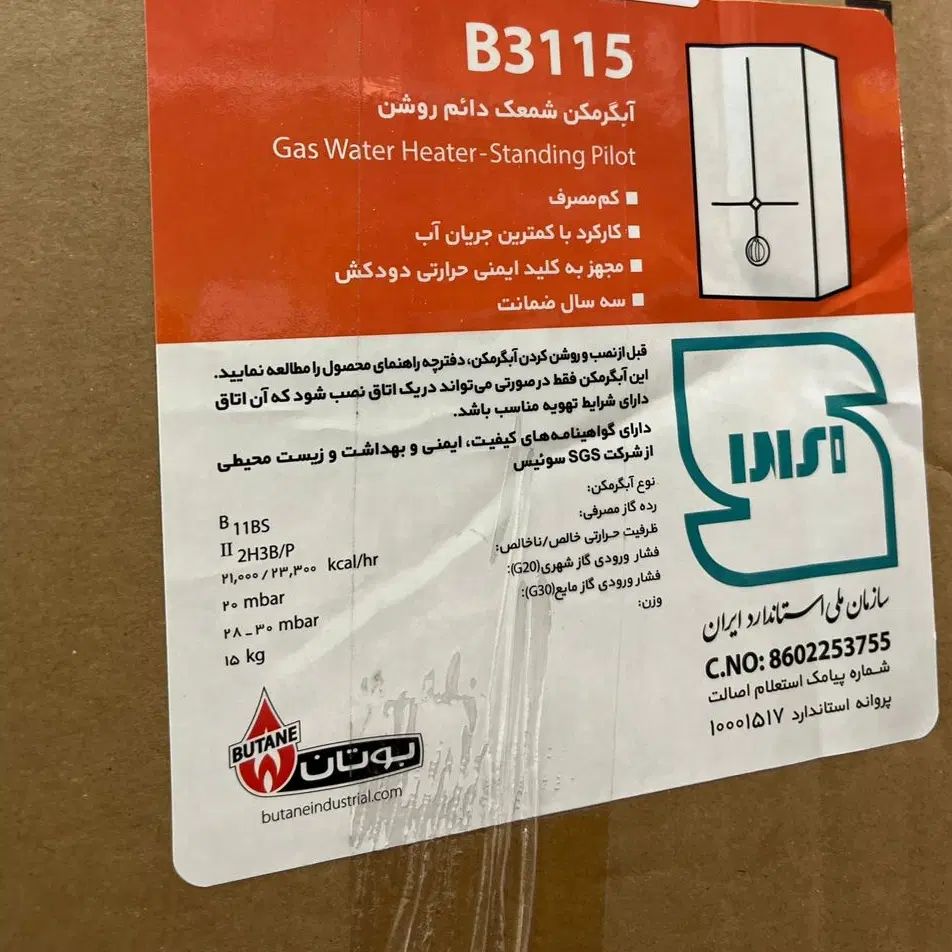 B3115
آبگرمکن شمعک دائم روشن
Gas Water Heater-Standing Pilot
■ کم‌مصرف
■ کارکرد با کمترین جریان آب
■ مجهز به کلید ایمنی حرارتی دودکش
■ سه سال ضمانت
قبل از نصب و روشن کردن آبگرمکن، دفترچه راهنمای محصول را مطالعه نمایید.
این آبگرمکن فقط در صورتی می‌تواند در یک اتاق نصب شود که آن اتاق
دارای شرایط تهویه مناسب باشد.
دارای گواهینامه‌های کیفیت، ایمنی و بهداشت و زیست محیطی
از شرکت SGS سوئیس
نوع آبگرمکن: B 11BS
رده گاز مصرفی: II 2H3B/P
ظرفیت حرارتی خالص/ناخالص: ۲۱,۰۰۰ / ۲۳,۳۰۰ kcal/hr
فشار ورودی گاز شهری(G20): ۲۰ mbar
فشار ورودی گاز مایع(G30): ۲۸-۳۰ mbar
وزن: ۱۵ kg
سازمان ملی استاندارد ایران
C.NO: 8602253755
شماره پیامک استعلام اصالت
پروانه استاندارد ۱۰۰۰۱۵۱۷
BUTANE
بوتان
butaneindustrial.com